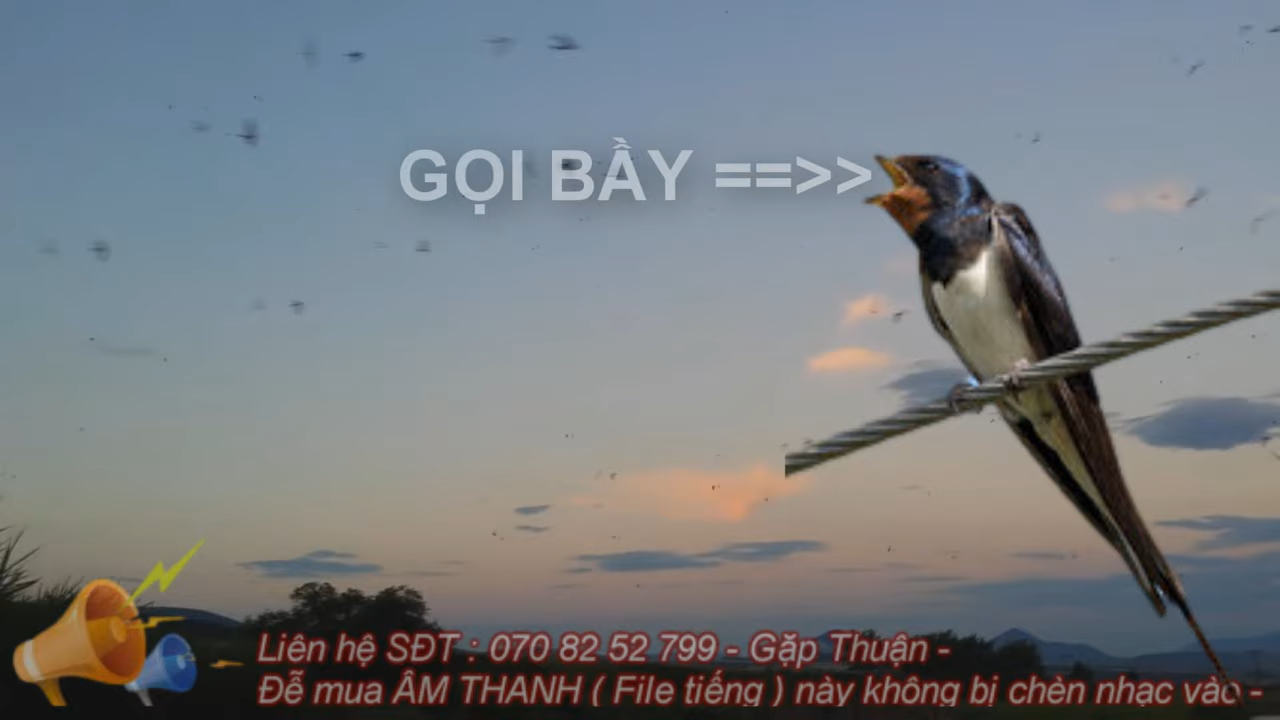 GỌI BẦY ==>>
Liên hệ SĐT : 070 82 52 799 - Gặp Thuận -
Đễ mua ÂM THANH ( File tiếng ) này không bị chèn nhạc vào -